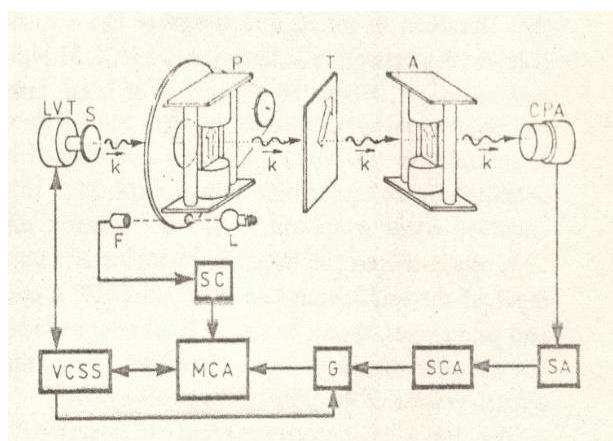 LVT S P T A CPA
k k k k
F L
SC
VCSS MCA G SCA SA